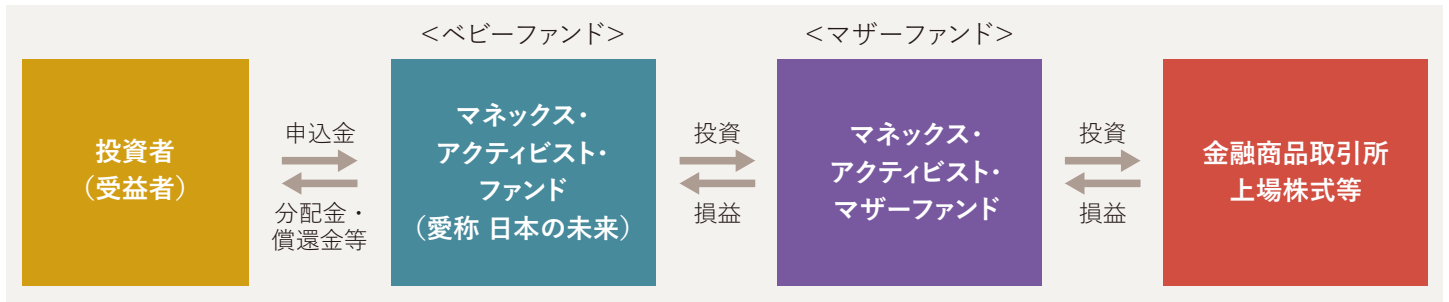 ＜ベビーファンド＞
＜マザーファンド＞
投資者
（受益者）
申込金
分配金・
償還金等
マネックス・
アクティビスト・
ファンド
（愛称 日本の未来）
投資
損益
マネックス・
アクティビスト・
マザーファンド
投資
損益
金融商品取引所
上場株式等